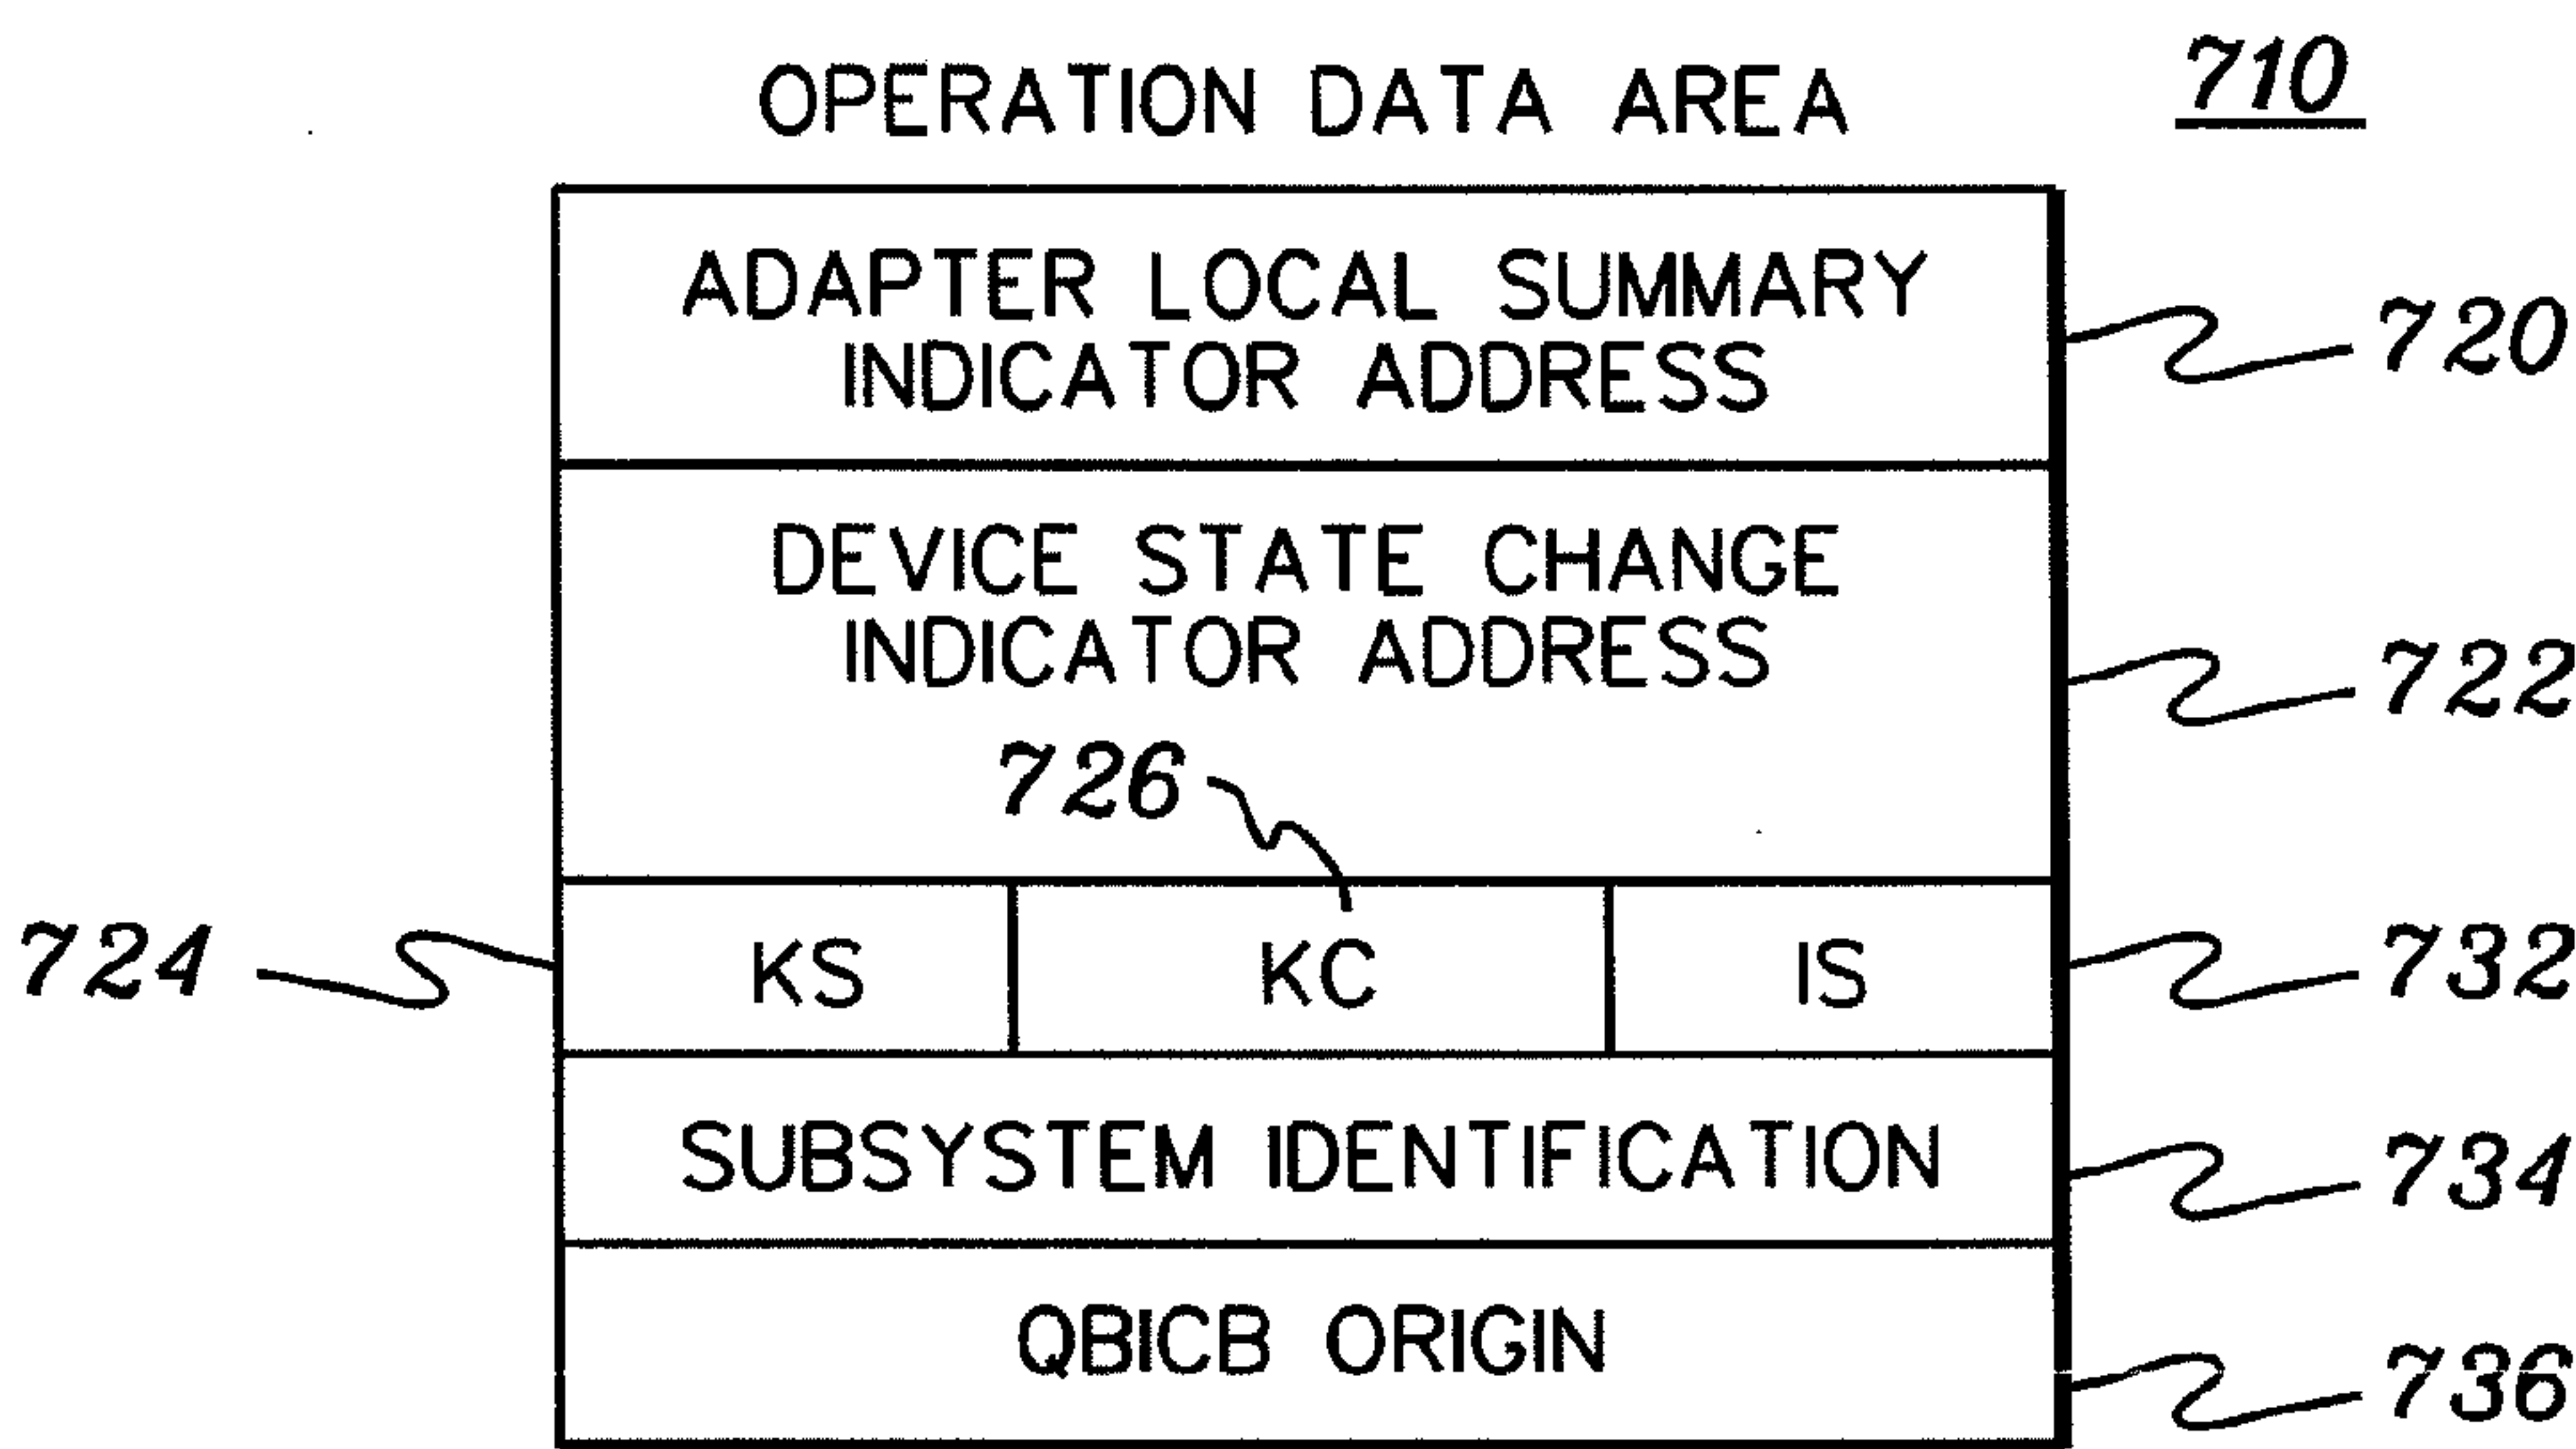 OPERATION DATA AREA 710
ADAPTER LOCAL SUMMARY
INDICATOR ADDRESS
720
DEVICE STATE CHANGE
INDICATOR ADDRESS
722
726
724 KS KC IS 732
SUBSYSTEM IDENTIFICATION 734
QBICB ORIGIN 736